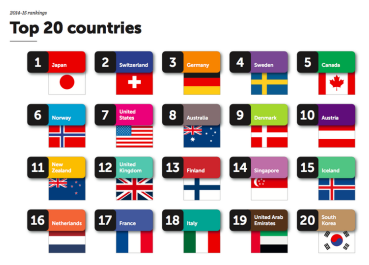 2014-15 rankings
Top 20 countries
1 Japan
2 Switzerland
3 Germany
4 Sweden
5 Canada
6 Norway
7 United
States
8 Australia
9 Denmark
10 Austria
11 New
Zealand
12 United
Kingdom
13 Finland
14 Singapore
15 Iceland
16 Netherlands
17 France
18 Italy
19 United Arab
Emirates
20 South
Korea